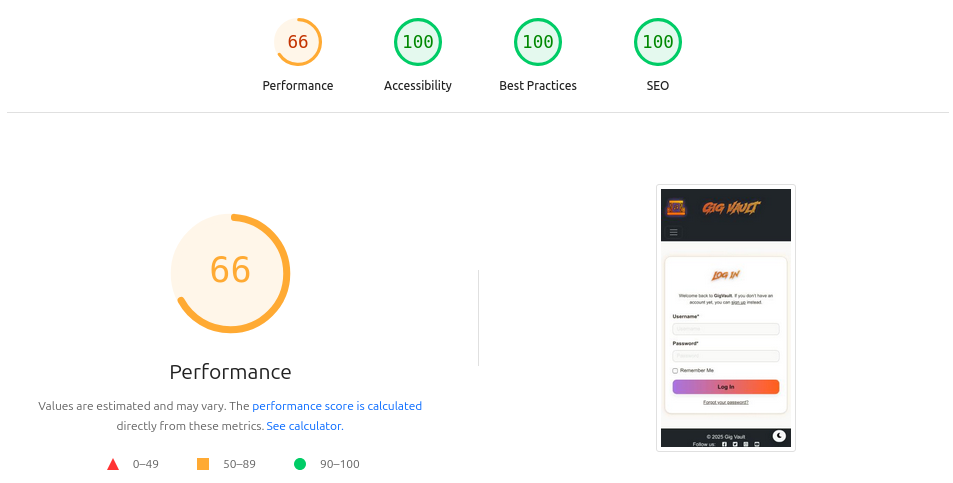 66
100
100
100
Performance
Accessibility
Best Practices
SEO
66
Performance
Values are estimated and may vary. The performance score is calculated
directly from these metrics. See calculator.
0–49
50–89
90–100
GIG VAULT
LOG IN
Welcome back to GigVault. If you don't have an
account yet, you can sign up instead.
Username*
Username
Password*
Password
Remember Me
Log In
Forgot your password?
© 2025 Gig Vault
Follow us: